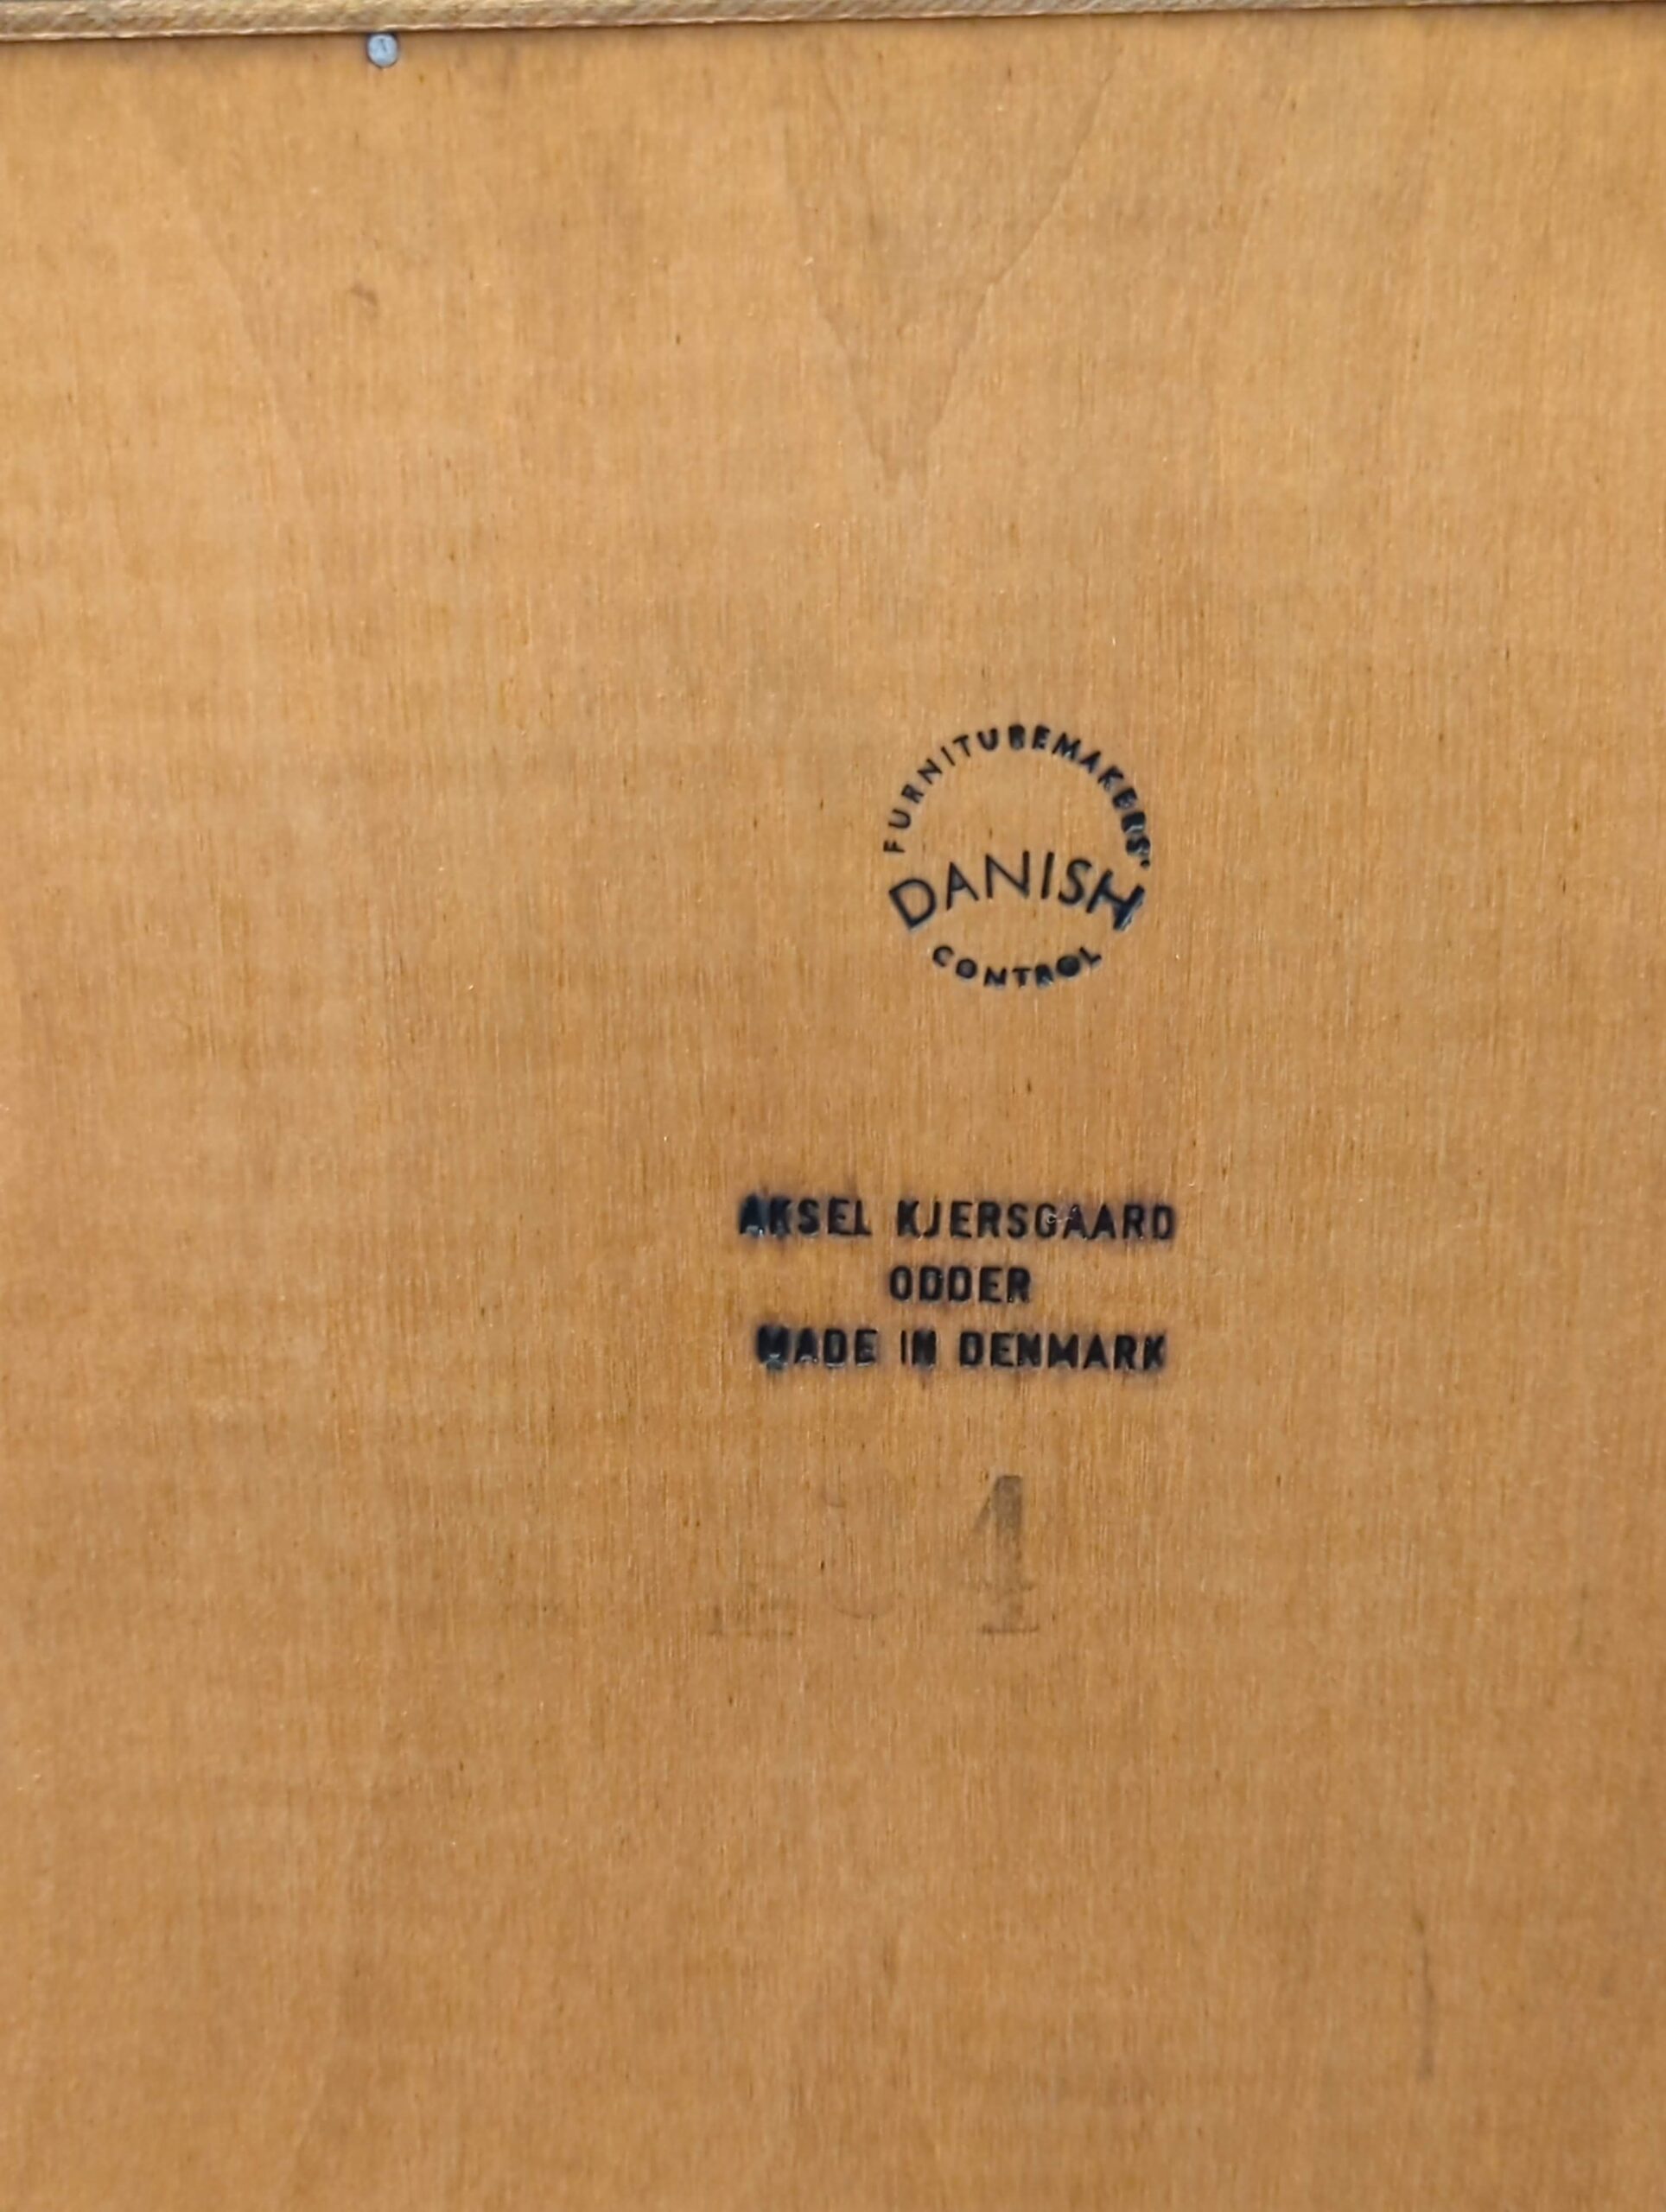 FURNITUREMAKERS'
DANISH
CONTROL
AKSEL KJERSGAARD
ODDER
MADE IN DENMARK